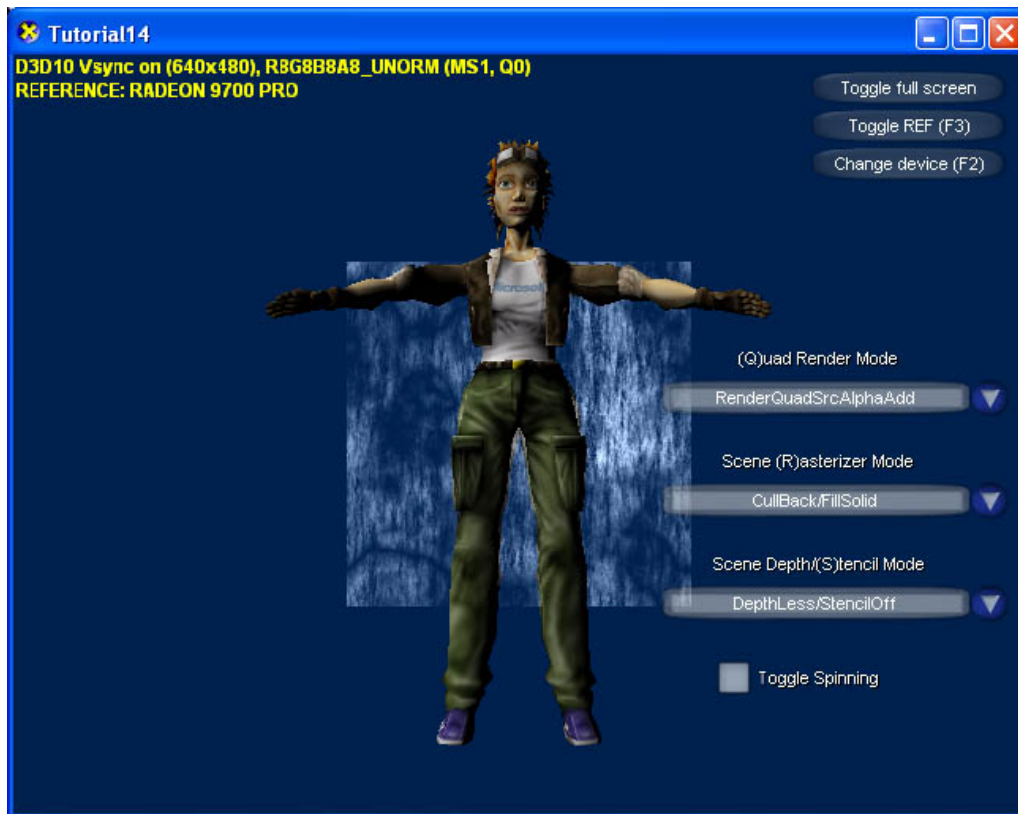 Tutorial14
D3D10 Vsync on (640x480), R8G8B8A8_UNORM (MS1, Q0)
REFERENCE: RADEON 9700 PRO
Toggle full screen
Toggle REF (F3)
Change device (F2)
Microsoft
(Q)uad Render Mode
RenderQuadSrcAlphaAdd
Scene (R)asterizer Mode
CullBack/FillSolid
Scene Depth/(S)tencil Mode
DepthLess/StencilOff
Toggle Spinning